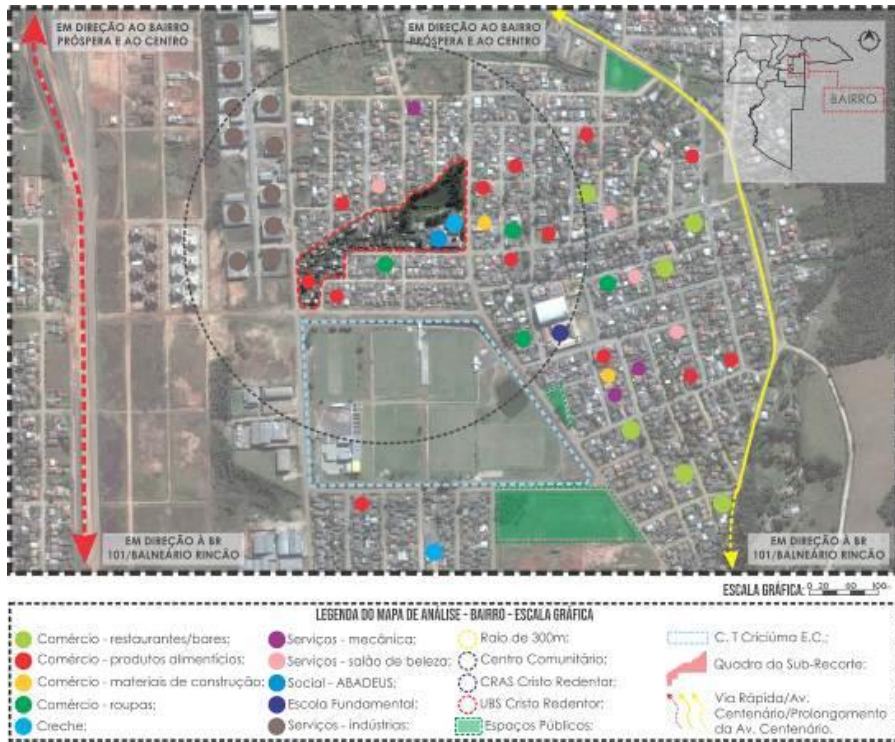 EM DIREÇÃO AO BAIRRO
PRÓSPERA E AO CENTRO
EM DIREÇÃO AO BAIRRO
PRÓSPERA E AO CENTRO
BAIRRO
EM DIREÇÃO À BR
101/BALNEÁRIO RINCÃO
EM DIREÇÃO À BR
101/BALNEÁRIO RINCÃO
ESCALA GRÁFICA: 0 20 60 100
LEGENDA DO MAPA DE ANÁLISE - BAIRRO - ESCALA GRÁFICA
Comércio - restaurantes/bares;
Comércio - produtos alimentícios;
Comércio - materiais de construção;
Comércio - roupas;
Creche;
Serviços - mecânica;
Serviços - salão de beleza;
Social - ABADEUS;
Escola Fundamental;
Serviços - indústrias;
Raio de 300m;
Centro Comunitário;
CRAS Cristo Redentor;
UBS Cristo Redentor;
Espaços Públicos;
C. T Criciúma E.C.;
Quadra do Sub-Recorte;
Via Rápida/Av.
Centenário/Prolongamento
da Av. Centenário.